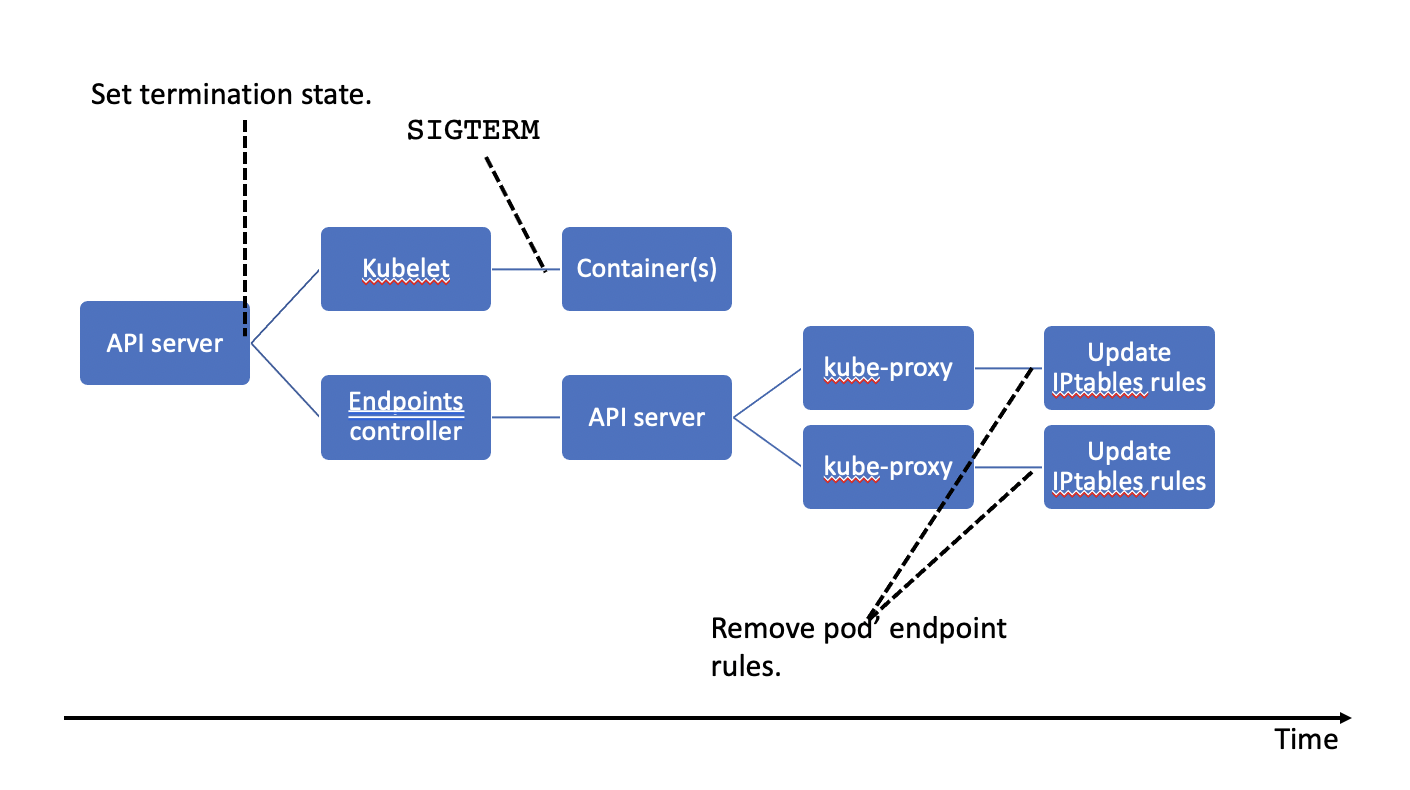 Set termination state.
SIGTERM
Kubelet
Container(s)
API server
Endpoints
controller
API server
kube-proxy
Update
IPtables rules
kube-proxy
Update
IPtables rules
Remove pod’ endpoint
rules.
Time